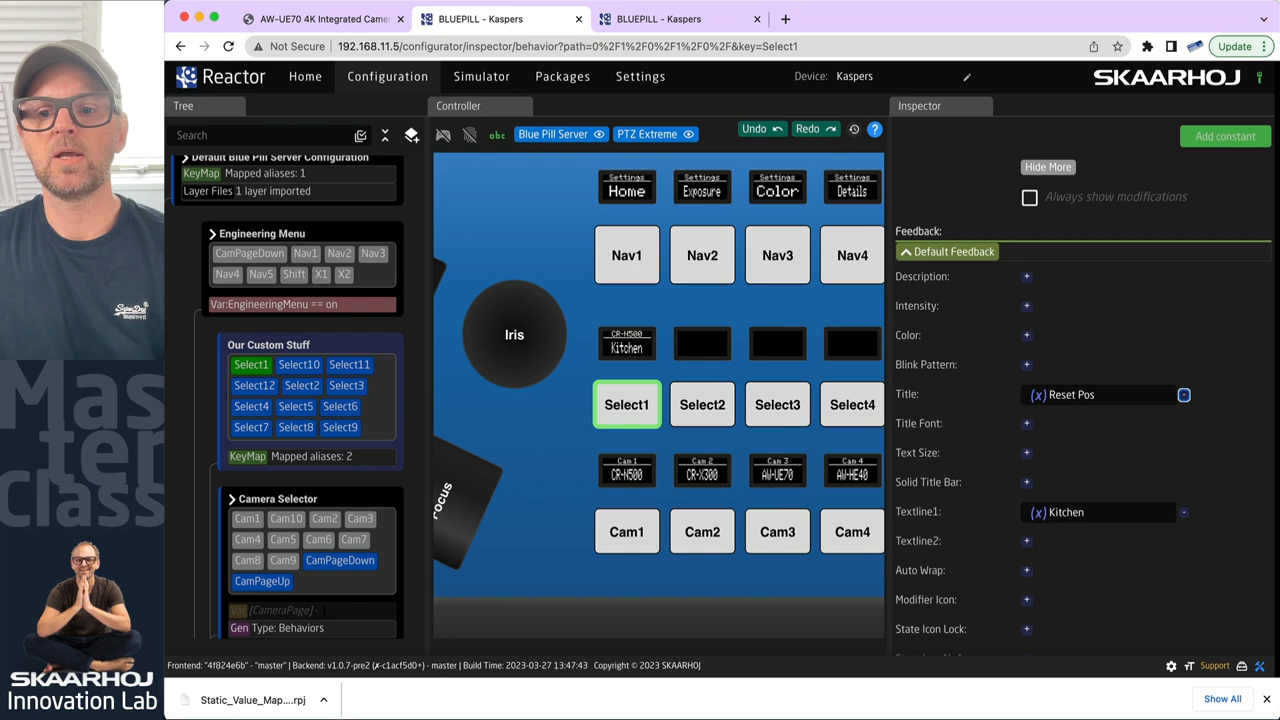 AW-UE70 4K Integrated Came
BLUEPILL - Kaspers
BLUEPILL - Kaspers
Not Secure
192.168.11.5/configurator/inspector/behavior?path=0%2F1%2F0%2F1%2F0%2F&key=Select1
Update
Reactor
Home
Configuration
Simulator
Packages
Settings
Device:
Kaspers
SKAARHOJ
Tree
Controller
Inspector
Search
abc
Blue Pill Server
PTZ Extreme
Undo
Redo
?
Add constant
Default Blue Pill Server Configuration
KeyMap Mapped aliases: 1
Layer Files 1 layer imported
Engineering Menu
CamPageDown Nav1 Nav2 Nav3
Nav4 Nav5 Shift X1 X2
Var:EngineeringMenu == on
Our Custom Stuff
Select1 Select10 Select11
Select12 Select2 Select3
Select4 Select5 Select6
Select7 Select8 Select9
KeyMap Mapped aliases: 2
Camera Selector
Cam1 Cam10 Cam2 Cam3
Cam4 Cam5 Cam6 Cam7
Cam8 Cam9 CamPageDown
CamPageUp
Var [CameraPage] -
Gen Type: Behaviors
Settings Settings Settings Settings
Home Exposure Color Details
Nav1 Nav2 Nav3 Nav4
Iris
CR-N500
Kitchen
Select1 Select2 Select3 Select4
Focus
Cam 1 Cam 2 Cam 3 Cam 4
CR-N500 CR-X300 AW-UE70 AW-HE40
Cam1 Cam2 Cam3 Cam4
Hide More
Always show modifications
Feedback:
Default Feedback
Description:
Intensity:
Color:
Blink Pattern:
Title: (x) Reset Pos
Title Font:
Text Size:
Solid Title Bar:
Textline1: (x) Kitchen
Textline2:
Auto Wrap:
Modifier Icon:
State Icon Lock:
Frontend: "4f824e6b" - "master" | Backend: v1.0.7-pre2 (✗-c1acf5d0+) - master | Build Time: 2023-03-27 13:47:43 Copyright © 2023 SKAARHOJ
Support
Static_Value_Map....rpj
Show All
Superdry
Mas
ter
Class
SKAARHOJ
Innovation Lab